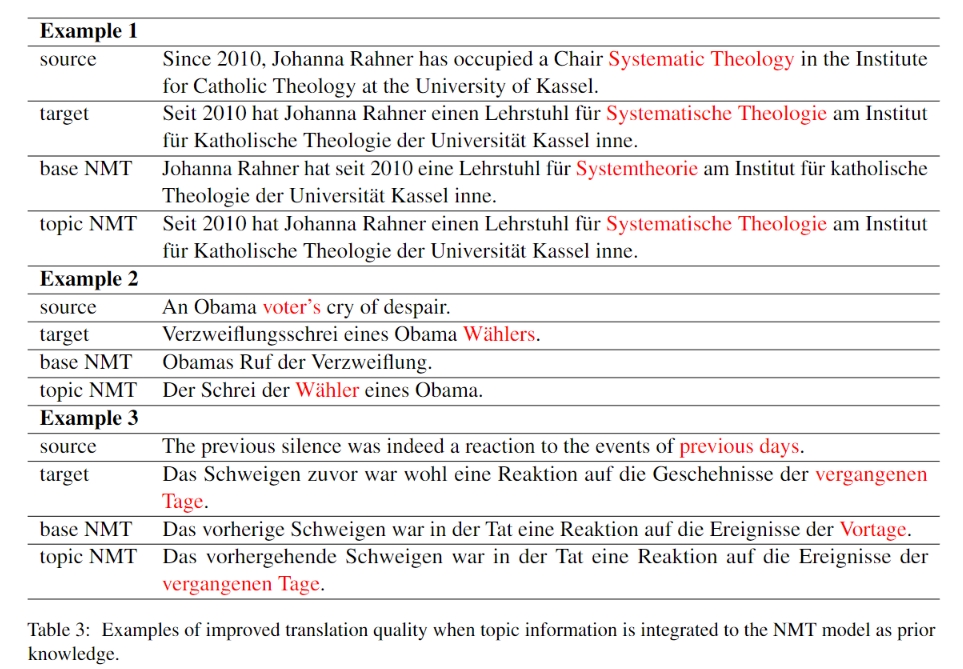 Example 1
source Since 2010, Johanna Rahner has occupied a Chair Systematic Theology in the Institute
for Catholic Theology at the University of Kassel.
target Seit 2010 hat Johanna Rahner einen Lehrstuhl für Systematische Theologie am Institut
für Katholische Theologie der Universität Kassel inne.
base NMT Johanna Rahner hat seit 2010 eine Lehrstuhl für Systemtheorie am Institut für katholische
Theologie der Universität Kassel inne.
topic NMT Seit 2010 hat Johanna Rahner einen Lehrstuhl für Systematische Theologie am Institut
für Katholische Theologie der Universität Kassel inne.
Example 2
source An Obama voter's cry of despair.
target Verzweiflungsschrei eines Obama Wählers.
base NMT Obamas Ruf der Verzweiflung.
topic NMT Der Schrei der Wähler eines Obama.
Example 3
source The previous silence was indeed a reaction to the events of previous days.
target Das Schweigen zuvor war wohl eine Reaktion auf die Geschehnisse der vergangenen
Tage.
base NMT Das vorherige Schweigen war in der Tat eine Reaktion auf die Ereignisse der Vortage.
topic NMT Das vorhergehende Schweigen war in der Tat eine Reaktion auf die Ereignisse der
vergangenen Tage.
Table 3: Examples of improved translation quality when topic information is integrated to the NMT model as prior
knowledge.